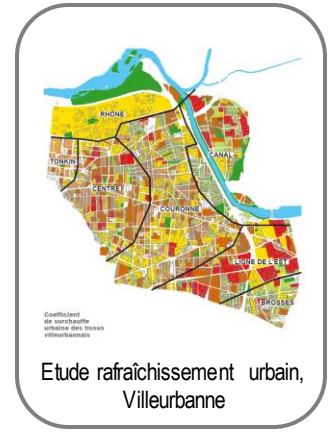 RHÔNE
TONKIN
CANAL
CENTRE
COURONNE
LIGNE DE L'EST
BROSSES
Coefficient
de surchauffe
urbaine des tissus
villeurbannais
Etude rafraîchissement urbain,
Villeurbanne